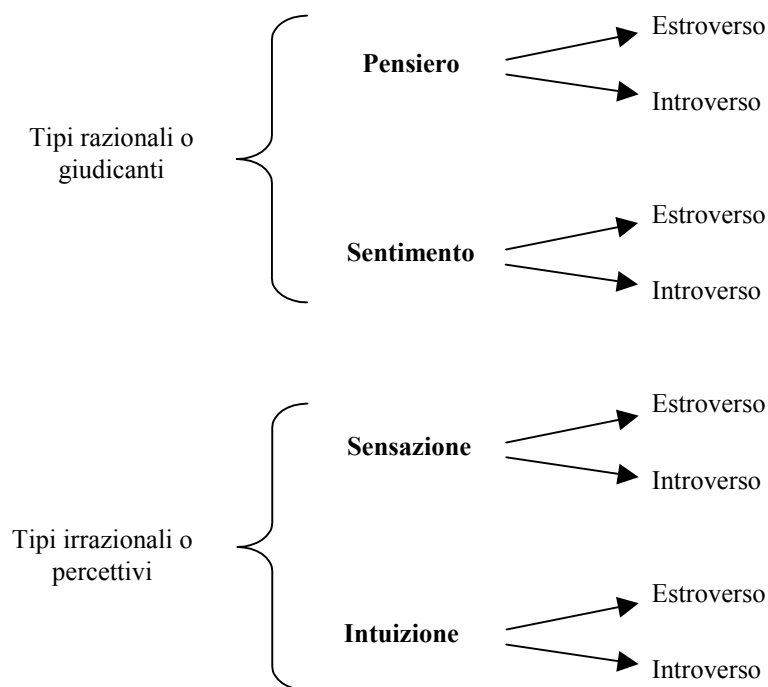 Estroverso
Pensiero
Introverso
Tipi razionali o
giudicanti
Estroverso
Sentimento
Introverso
Estroverso
Sensazione
Introverso
Tipi irrazionali o
percettivi
Estroverso
Intuizione
Introverso